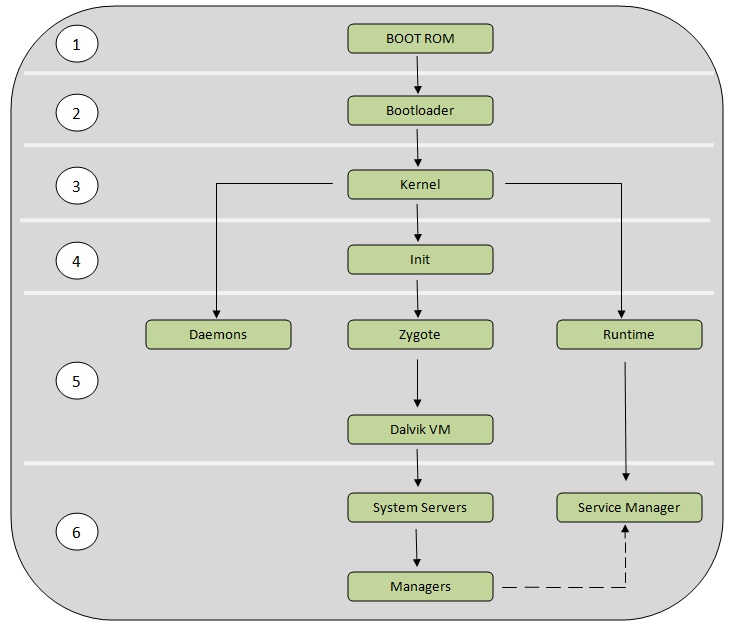 1
BOOT ROM
2
Bootloader
3
Kernel
4
Init
Daemons
Zygote
Runtime
5
Dalvik VM
System Servers
Service Manager
6
Managers